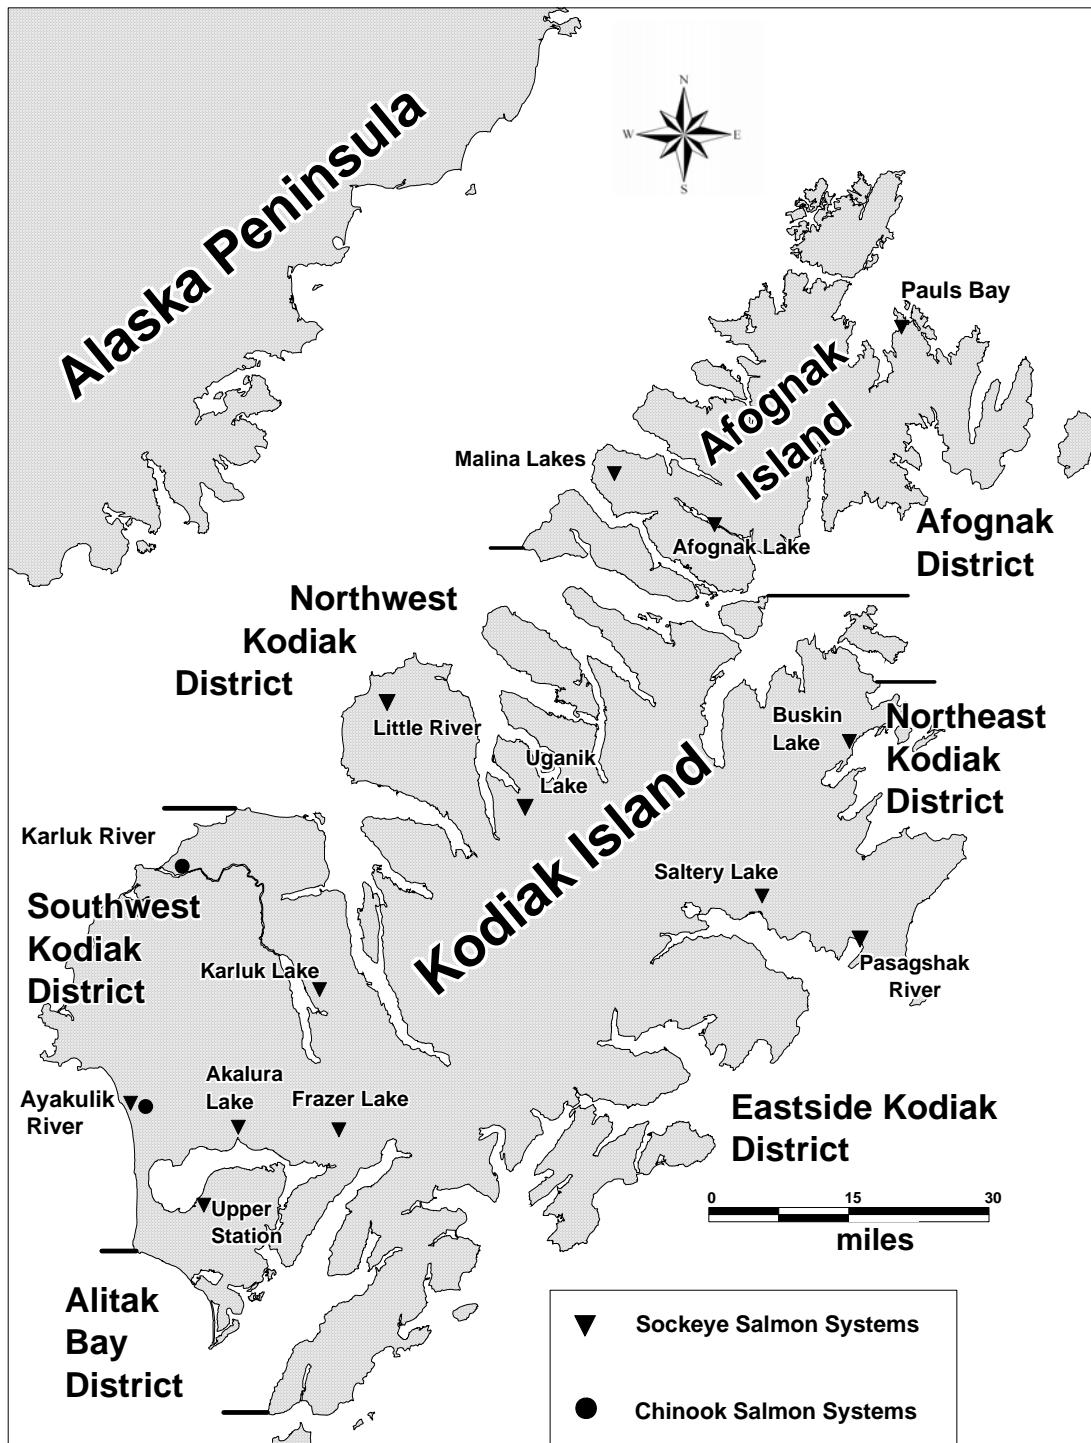 N
W E
S
Alaska Peninsula
Pauls Bay
Afognak
Island
Malina Lakes
Afognak Lake
Afognak
District
Northwest
Kodiak
District
Little River
Uganik
Lake
Buskin
Lake
Northeast
Kodiak
District
Kodiak Island
Karluk River
Southwest
Kodiak
District
Karluk Lake
Saltery Lake
Pasagshak
River
Ayakulik
River
Akalura
Lake
Frazer Lake
Upper
Station
Eastside Kodiak
District
0 15 30
miles
Alitak
Bay
District
Sockeye Salmon Systems
Chinook Salmon Systems